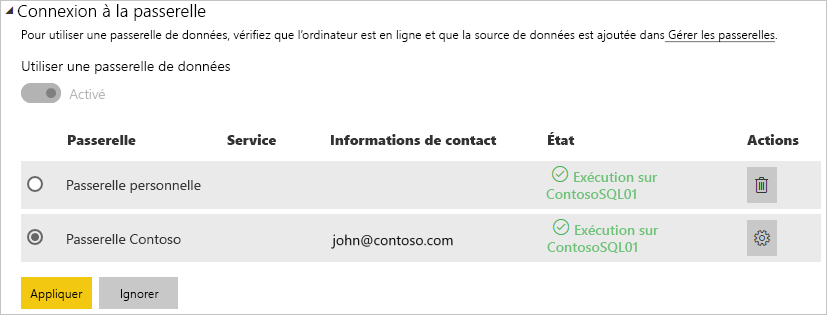 Connexion à la passerelle
Pour utiliser une passerelle de données, vérifiez que l'ordinateur est en ligne et que la source de données est ajoutée dans Gérer les passerelles.
Utiliser une passerelle de données
Activé
Passerelle Service Informations de contact État Actions
Passerelle personnelle Exécution sur
ContososQL01
Passerelle Contoso john@contoso.com Exécution sur
ContosoSQL01
Appliquer Ignorer